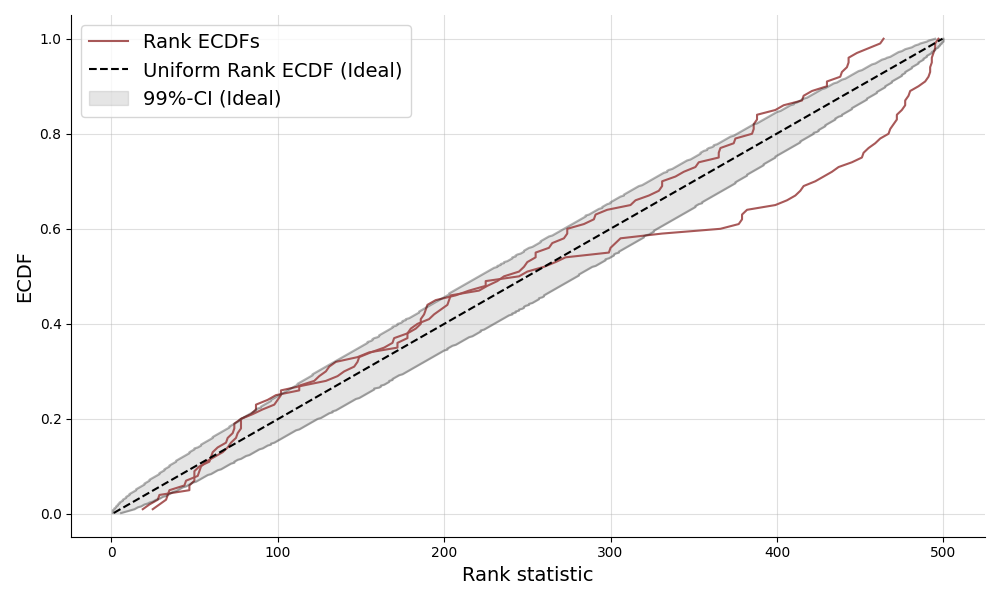 Rank ECDFs
Uniform Rank ECDF (Ideal)
99%-CI (Ideal)
1.0
0.8
0.6
0.4
0.2
0.0
ECDF
0
100
200
300
400
500
Rank statistic